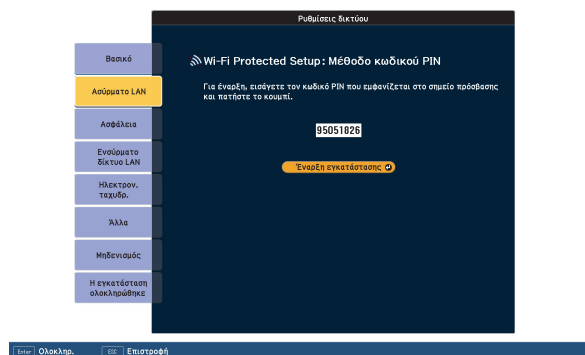 Ρυθμίσεις δικτύου
Βασικό
Ασύρματο LAN
Ασφάλεια
Ενσύρματο
δίκτυο LAN
Ηλεκτρον.
ταχυδρ.
Άλλα
Μηδενισμός
Η εγκατάσταση
ολοκληρώθηκε
Wi-Fi Protected Setup: Μέθοδο κωδικού PIN
Για έναρξη, εισάγετε τον κωδικό PIN που εμφανίζεται στο σημείο πρόσβασης
και πατήστε το κουμπί.
95051826
Έναρξη εγκατάστασης
Enter Ολοκληρ. ESC Επιστροφή